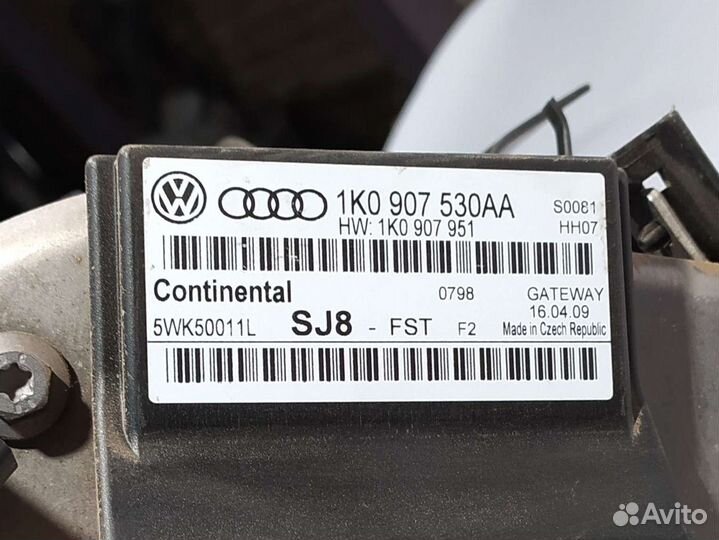 1K0 907 530AA S0081
HW: 1K0 907 951 HH07
Continental 0798 GATEWAY
16.04.09
5WK50011L SJ8 - FST F2 Made in Czech Republic
Avito